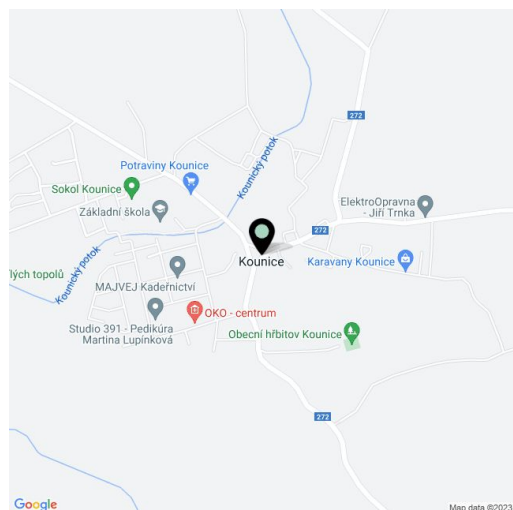 272
Kounický potok
Potraviny Kounice
Sokol Kounice
Základní škola
ElektroOpravna
- Jiří Trnka
272
Kounice
Karavany Kounice
ílých topolů
Kounický potok
MAJVEJ Kadeřnictví
OKO - centrum
Studio 391 - Pedikúra
Martina Lupínková
Obecní hřbitov Kounice
272
Google
Map data ©2023